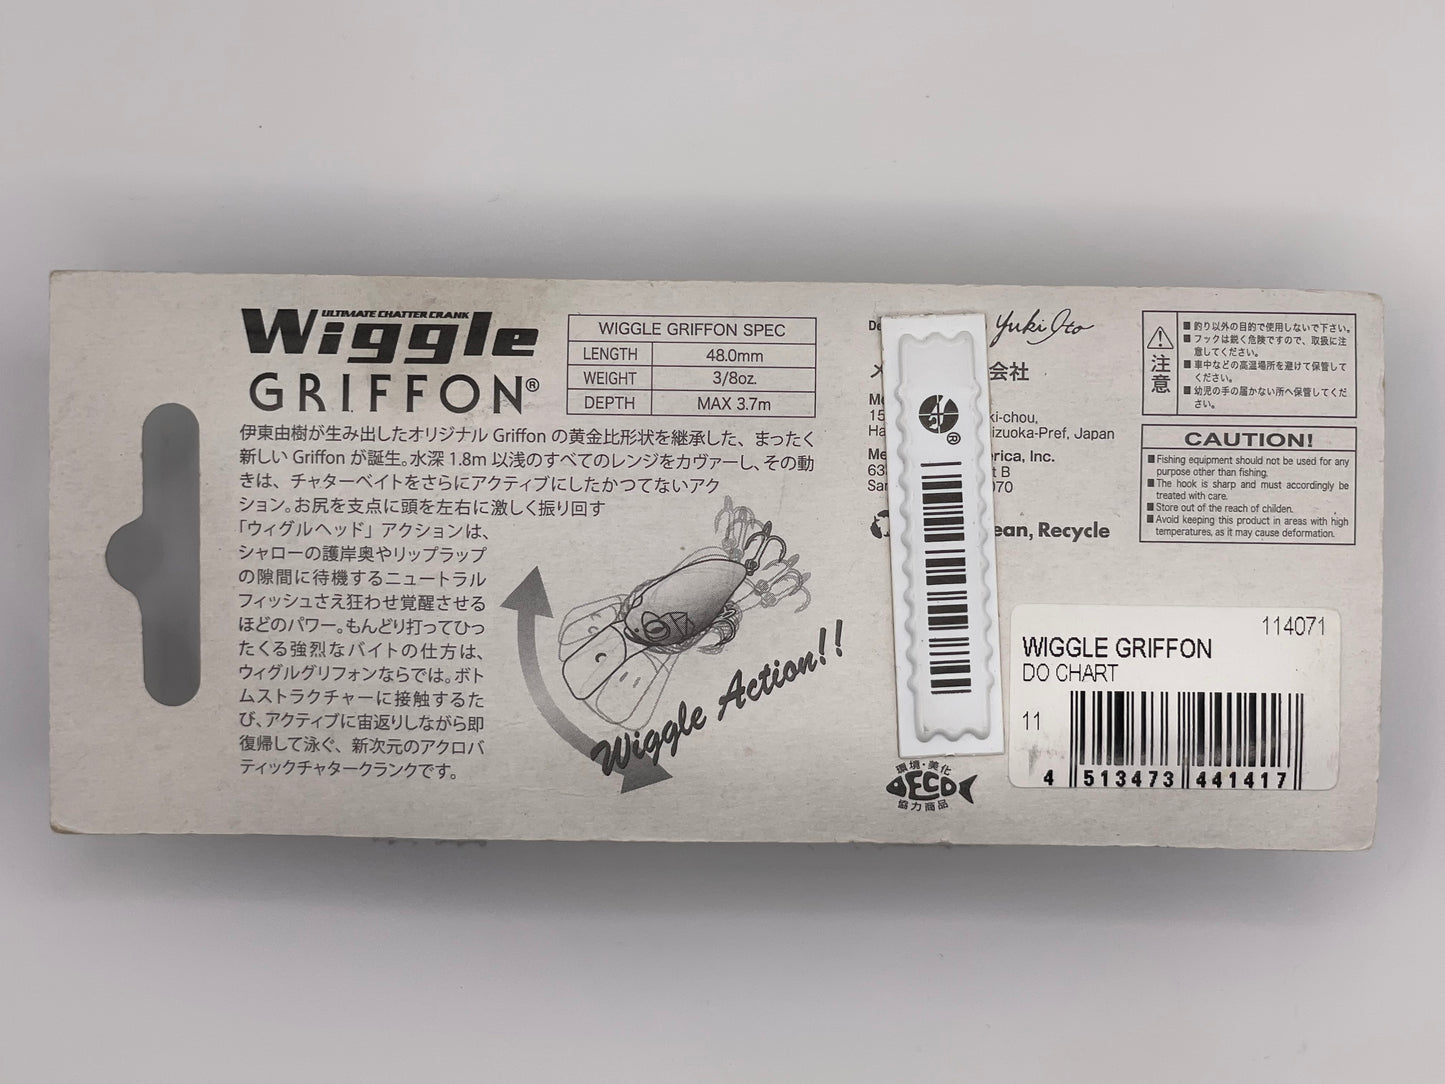 ULTIMATE CHATTER CRANK
Wiggle
GRIFFON®
WIGGLE GRIFFON SPEC
LENGTH 48.0mm
WEIGHT 3/8oz.
DEPTH MAX 3.7m
伊東由樹が生み出したオリジナル Griffon の黄金比形状を継承した、まったく
新しい Griffon が誕生。水深 1.8m 以浅のすべてのレンジをカヴァーし、その動
きは、チャターベイトをさらにアクティブにしたかつてないアク
ション。お尻を支点に頭を左右に激しく振り回す
「ウィグルヘッド」アクションは、
シャローの護岸奥やリップラップ
の隙間に待機するニュートラル
フィッシュさえ狂わせ覚醒させる
ほどのパワー。もんどり打ってひっ
たくる強烈なバイトの仕方は、
ウィグルグリフォンならでは。ボト
ムストラクチャーに接触するた
び、アクティブに宙返りしながら即
復帰して泳ぐ、新次元のアクロバ
ティックチャタークランクです。
Wiggle Action!!
De
Yuki Ito
メ 会社
Me
15 ki-chou,
Ha izuoka-Pref, Japan
Me erica, Inc.
63 t B
San 070
ean, Recycle
®
環境・美化
DECO
協力商品
注意
■釣り以外の目的で使用しないで下さい。
■フックは鋭く危険ですので、取扱に注
意してください。
■車中などの高温場所を避けて保管して
ください。
■幼児の手の届かない所へ保管してくだ
さい。
CAUTION!
■Fishing equipment should not be used for any
purpose other than fishing.
■The hook is sharp and must accordingly be
treated with care.
■Store out of the reach of childen.
■Avoid keeping this product in areas with high
temperatures, as it may cause deformation.
114071
WIGGLE GRIFFON
DO CHART
11
4 513473 441417